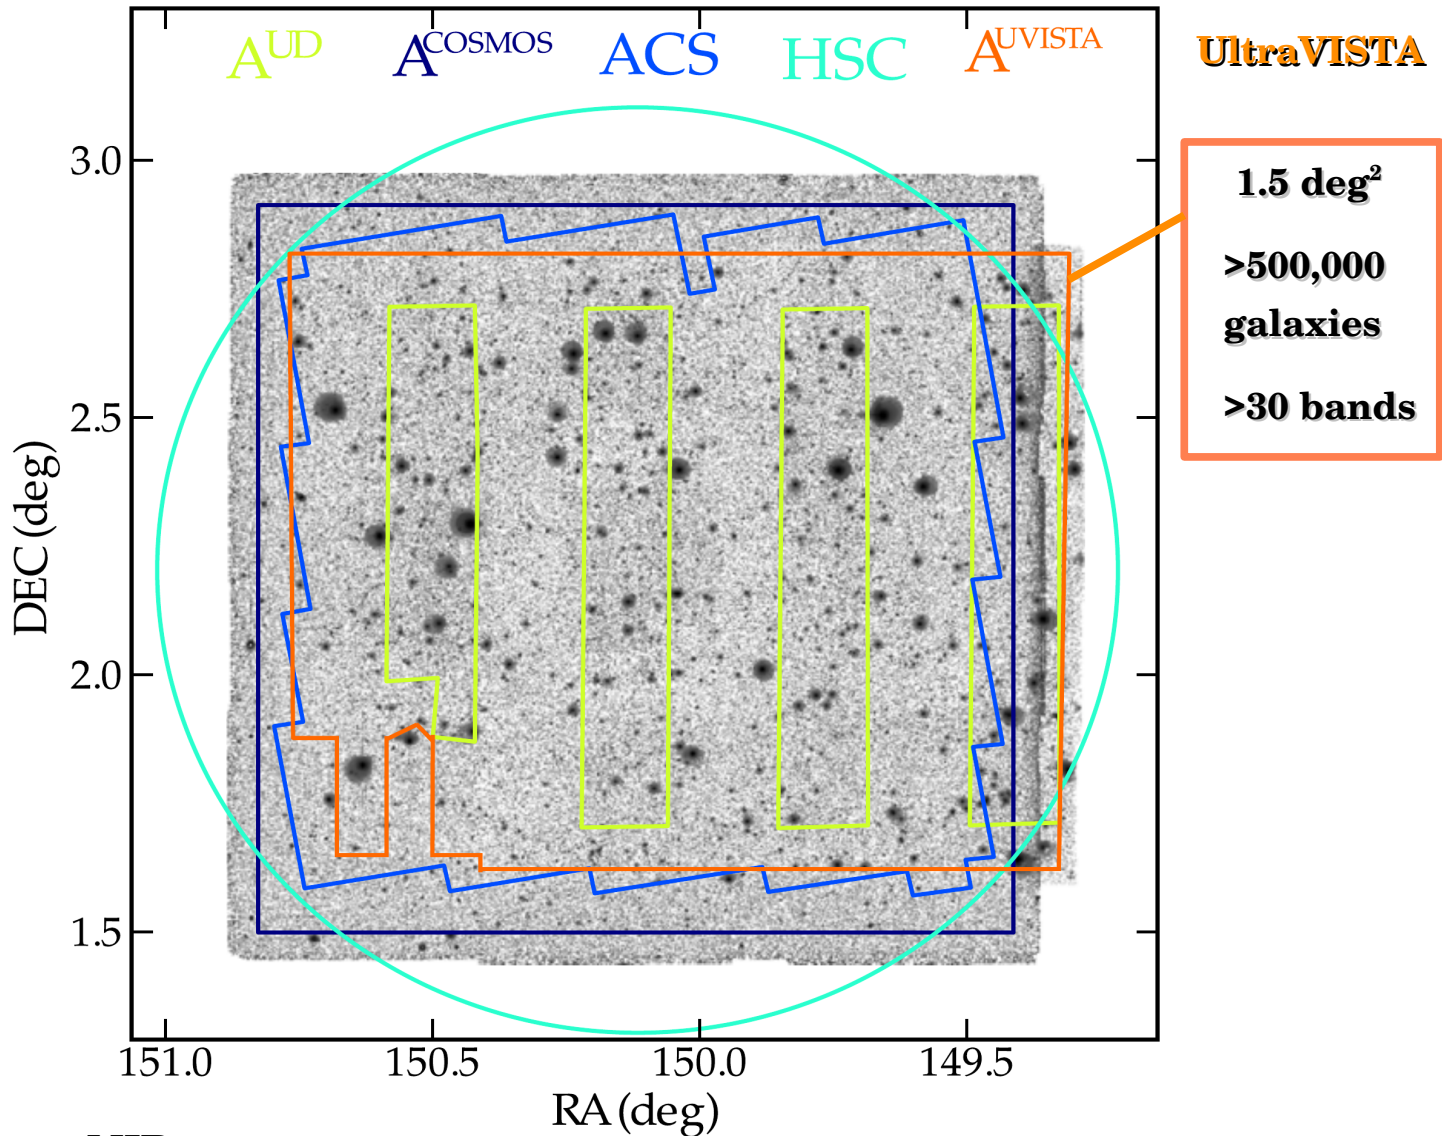 A^UD A^COSMOS ACS HSC A^UVISTA UltraVISTA
1.5 deg²
>500,000
galaxies
>30 bands
3.0
2.5
2.0
1.5
DEC (deg)
151.0 150.5 150.0 149.5
RA (deg)